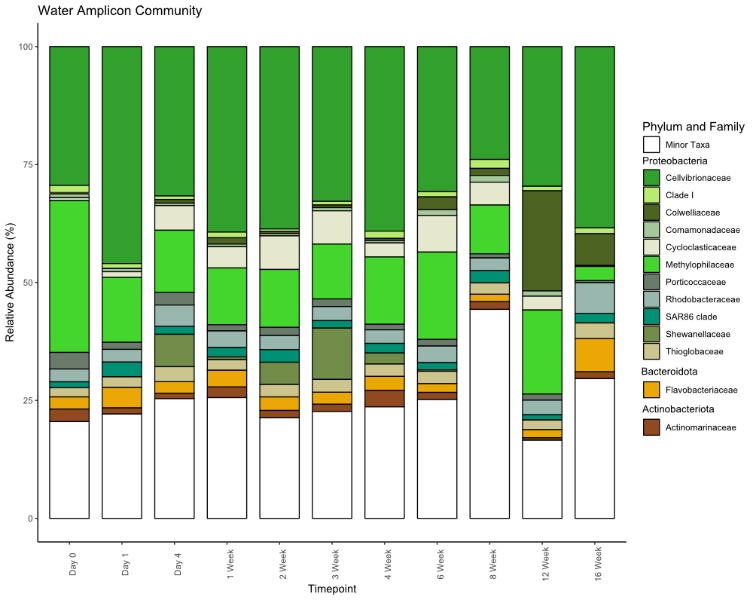 Water Amplicon Community
100
75
50
25
0
Relative Abundance (%)
Day 0
Day 1
Day 4
1 Week
2 Week
3 Week
4 Week
6 Week
8 Week
12 Week
16 Week
Timepoint
Phylum and Family
Minor Taxa
Proteobacteria
Cellvibrionaceae
Clade I
Colwelliaceae
Comamonadaceae
Cycloclasticaceae
Methylophilaceae
Porticoccaceae
Rhodobacteraceae
SAR86 clade
Shewanellaceae
Thioglobaceae
Bacteroidota
Flavobacteriaceae
Actinobacteriota
Actinomarinaceae